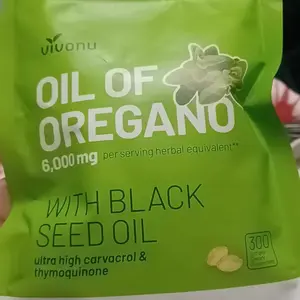 vivonu
OIL OF
OREGANO
6,000mg per serving herbal equivalent**
WITH BLACK
SEED OIL
ultra high carvacrol &
thymoquinone
300